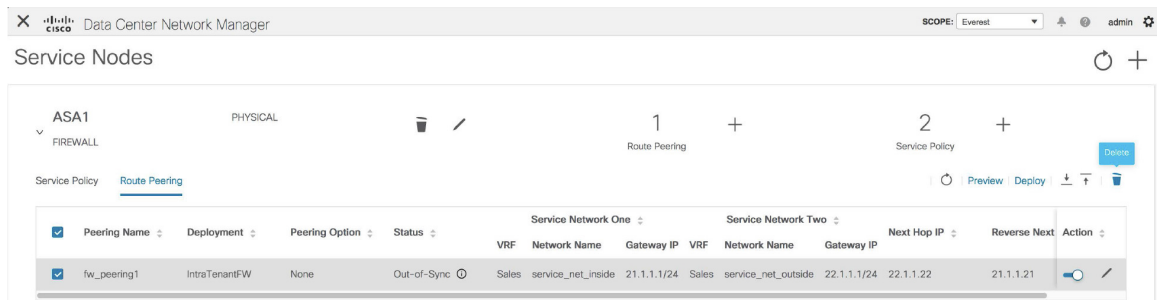 cisco Data Center Network Manager SCOPE: Everest admin
Service Nodes
ASA1 PHYSICAL 1 2
FIREWALL Route Peering Service Policy
Delete
Service Policy Route Peering Preview Deploy
Service Network One Service Network Two
Peering Name Deployment Peering Option Status Next Hop IP Reverse Next Action
VRF Network Name Gateway IP VRF Network Name Gateway IP
fw_peering1 IntraTenantFW None Out-of-Sync Sales service_net_inside 21.1.1.1/24 Sales service_net_outside 22.1.1.1/24 22.1.1.22 21.1.1.21